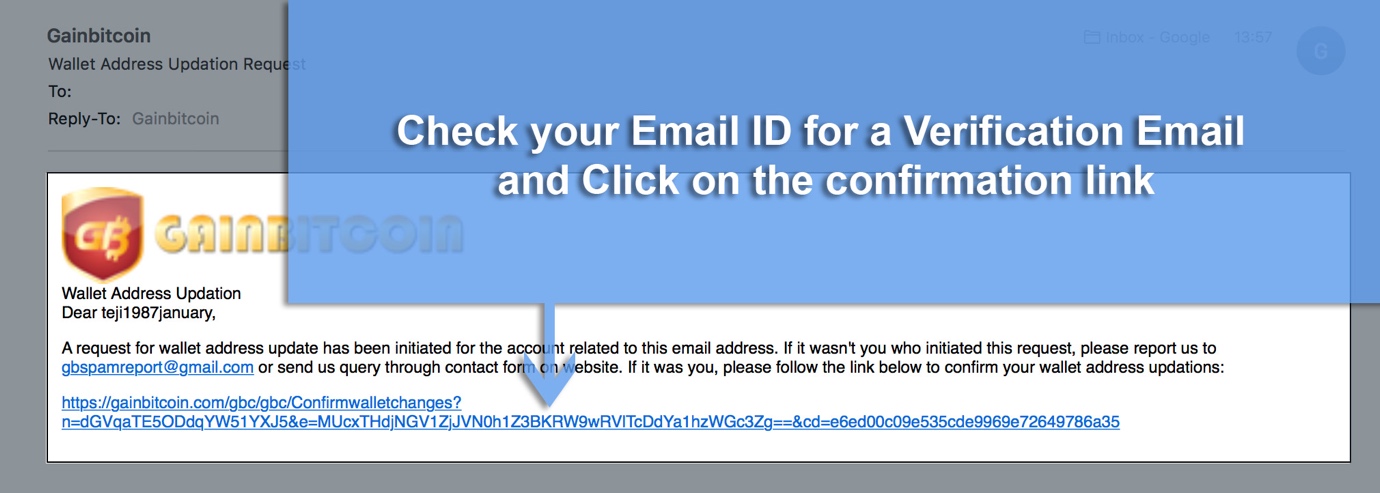 Gainbitcoin
Inbox - Google 13:57
G
Wallet Address Updation Request
To:
Reply-To: Gainbitcoin
Check your Email ID for a Verification Email
and Click on the confirmation link
GB GAINBITCOIN
Wallet Address Updation
Dear teji1987january,
A request for wallet address update has been initiated for the account related to this email address. If it wasn't you who initiated this request, please report us to
gbspamreport@gmail.com or send us query through contact form on website. If it was you, please follow the link below to confirm your wallet address updations:
https://gainbitcoin.com/gbc/gbc/Confirmwalletchanges?
n=dGVqaTE5ODdqYW51YXJ5&e=MUcxTHdjNGV1ZjJVN0h1Z3BKRW9wRVlTcDdYa1hzWGc3Zg==&cd=e6ed00c09e535cde9969e72649786a35